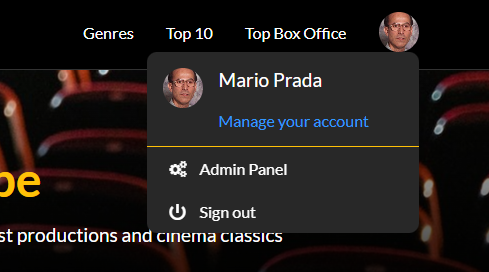 Genres Top 10 Top Box Office
Mario Prada
Manage your account
Admin Panel
Sign out
st productions and cinema classics